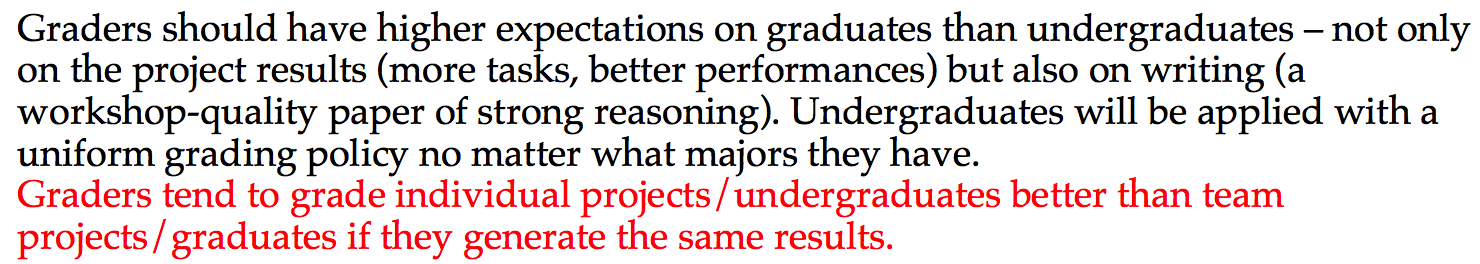 Graders should have higher expectations on graduates than undergraduates – not only
on the project results (more tasks, better performances) but also on writing (a
workshop-quality paper of strong reasoning). Undergraduates will be applied with a
uniform grading policy no matter what majors they have.
Graders tend to grade individual projects/undergraduates better than team
projects/graduates if they generate the same results.